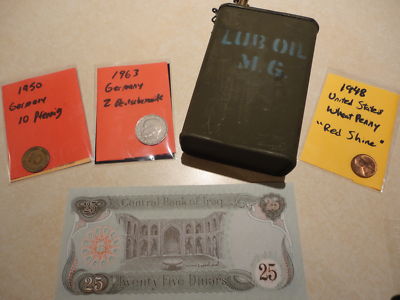 1950
Germany
10 Pfennig
1963
Germany
2 Deutschemark
LUB OIL
M.G.
1948
United States
Wheat Penny
"Red Shine"
Central Bank of Iraq
25
25
25
Twenty Five Dinars